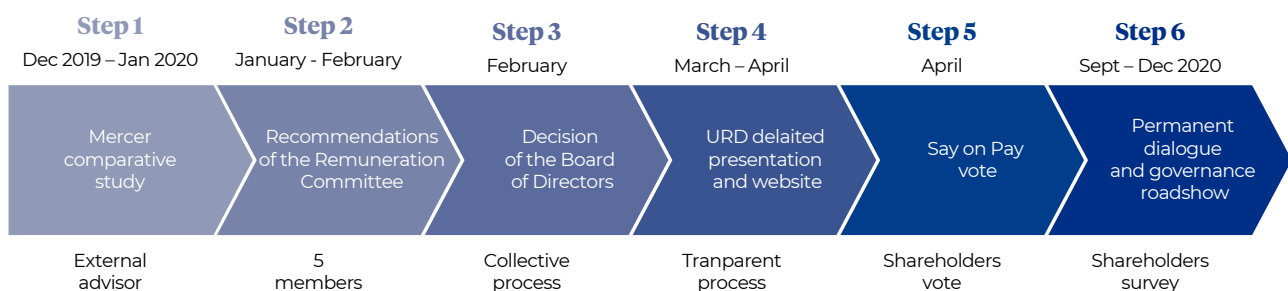 Step 1
Dec 2019 – Jan 2020
Mercer
comparative
study
External
advisor
Step 2
January - February
Recommendations
of the Remuneration
Committee
5
members
Step 3
February
Decision
of the Board
of Directors
Collective
process
Step 4
March – April
URD delaited
presentation
and website
Tranparent
process
Step 5
April
Say on Pay
vote
Shareholders
vote
Step 6
Sept – Dec 2020
Permanent
dialogue
and governance
roadshow
Shareholders
survey